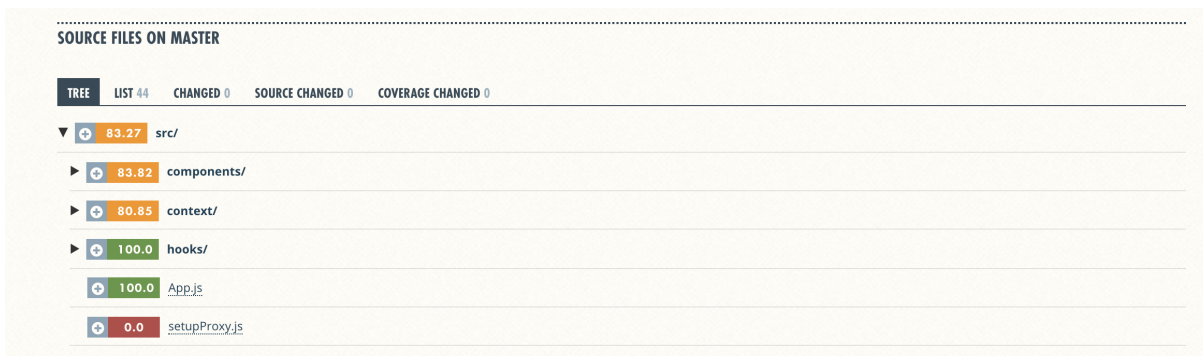 SOURCE FILES ON MASTER
TREE LIST 44 CHANGED 0 SOURCE CHANGED 0 COVERAGE CHANGED 0
83.27 src/
83.82 components/
80.85 context/
100.0 hooks/
100.0 App.js
0.0 setupProxy.js